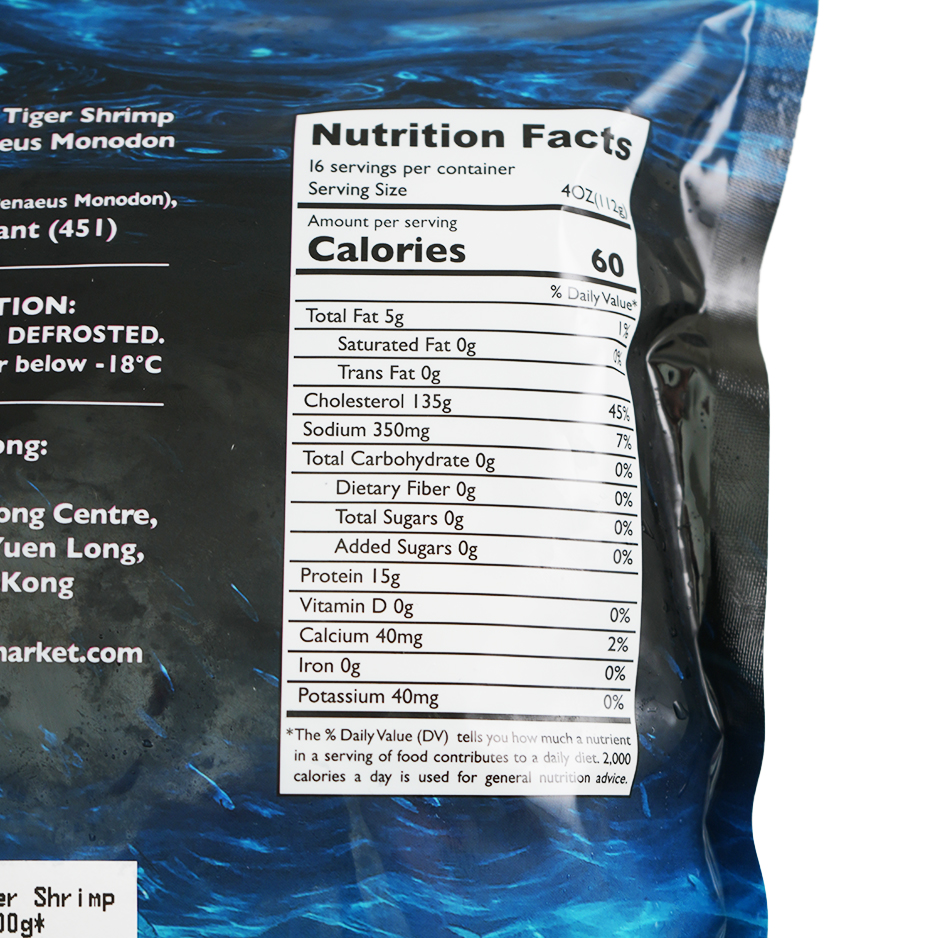 Tiger Shrimp
eus Monodon
enaeus Monodon),
ant (451)
TION:
DEFROSTED.
r below -18°C
ong:
ong Centre,
Yuen Long,
Kong
market.com
er Shrimp
00g*
Nutrition Facts
16 servings per container
Serving Size 4OZ(112g)
Amount per serving
Calories 60
% Daily Value*
Total Fat 5g 1%
Saturated Fat 0g 0%
Trans Fat 0g
Cholesterol 135g 45%
Sodium 350mg 7%
Total Carbohydrate 0g 0%
Dietary Fiber 0g 0%
Total Sugars 0g 0%
Added Sugars 0g 0%
Protein 15g
Vitamin D 0g 0%
Calcium 40mg 2%
Iron 0g 0%
Potassium 40mg 0%
*The % Daily Value (DV) tells you how much a nutrient
in a serving of food contributes to a daily diet. 2,000
calories a day is used for general nutrition advice.